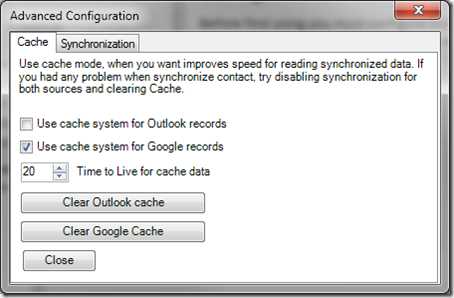 Advanced Configuration
Cache Synchronization
Use cache mode, when you want improves speed for reading synchronized data. If
you had any problem when synchronize contact, try disabling synchronization for
both sources and clearing Cache.
Use cache system for Outlook records
Use cache system for Google records
20 Time to Live for cache data
Clear Outlook cache
Clear Google Cache
Close